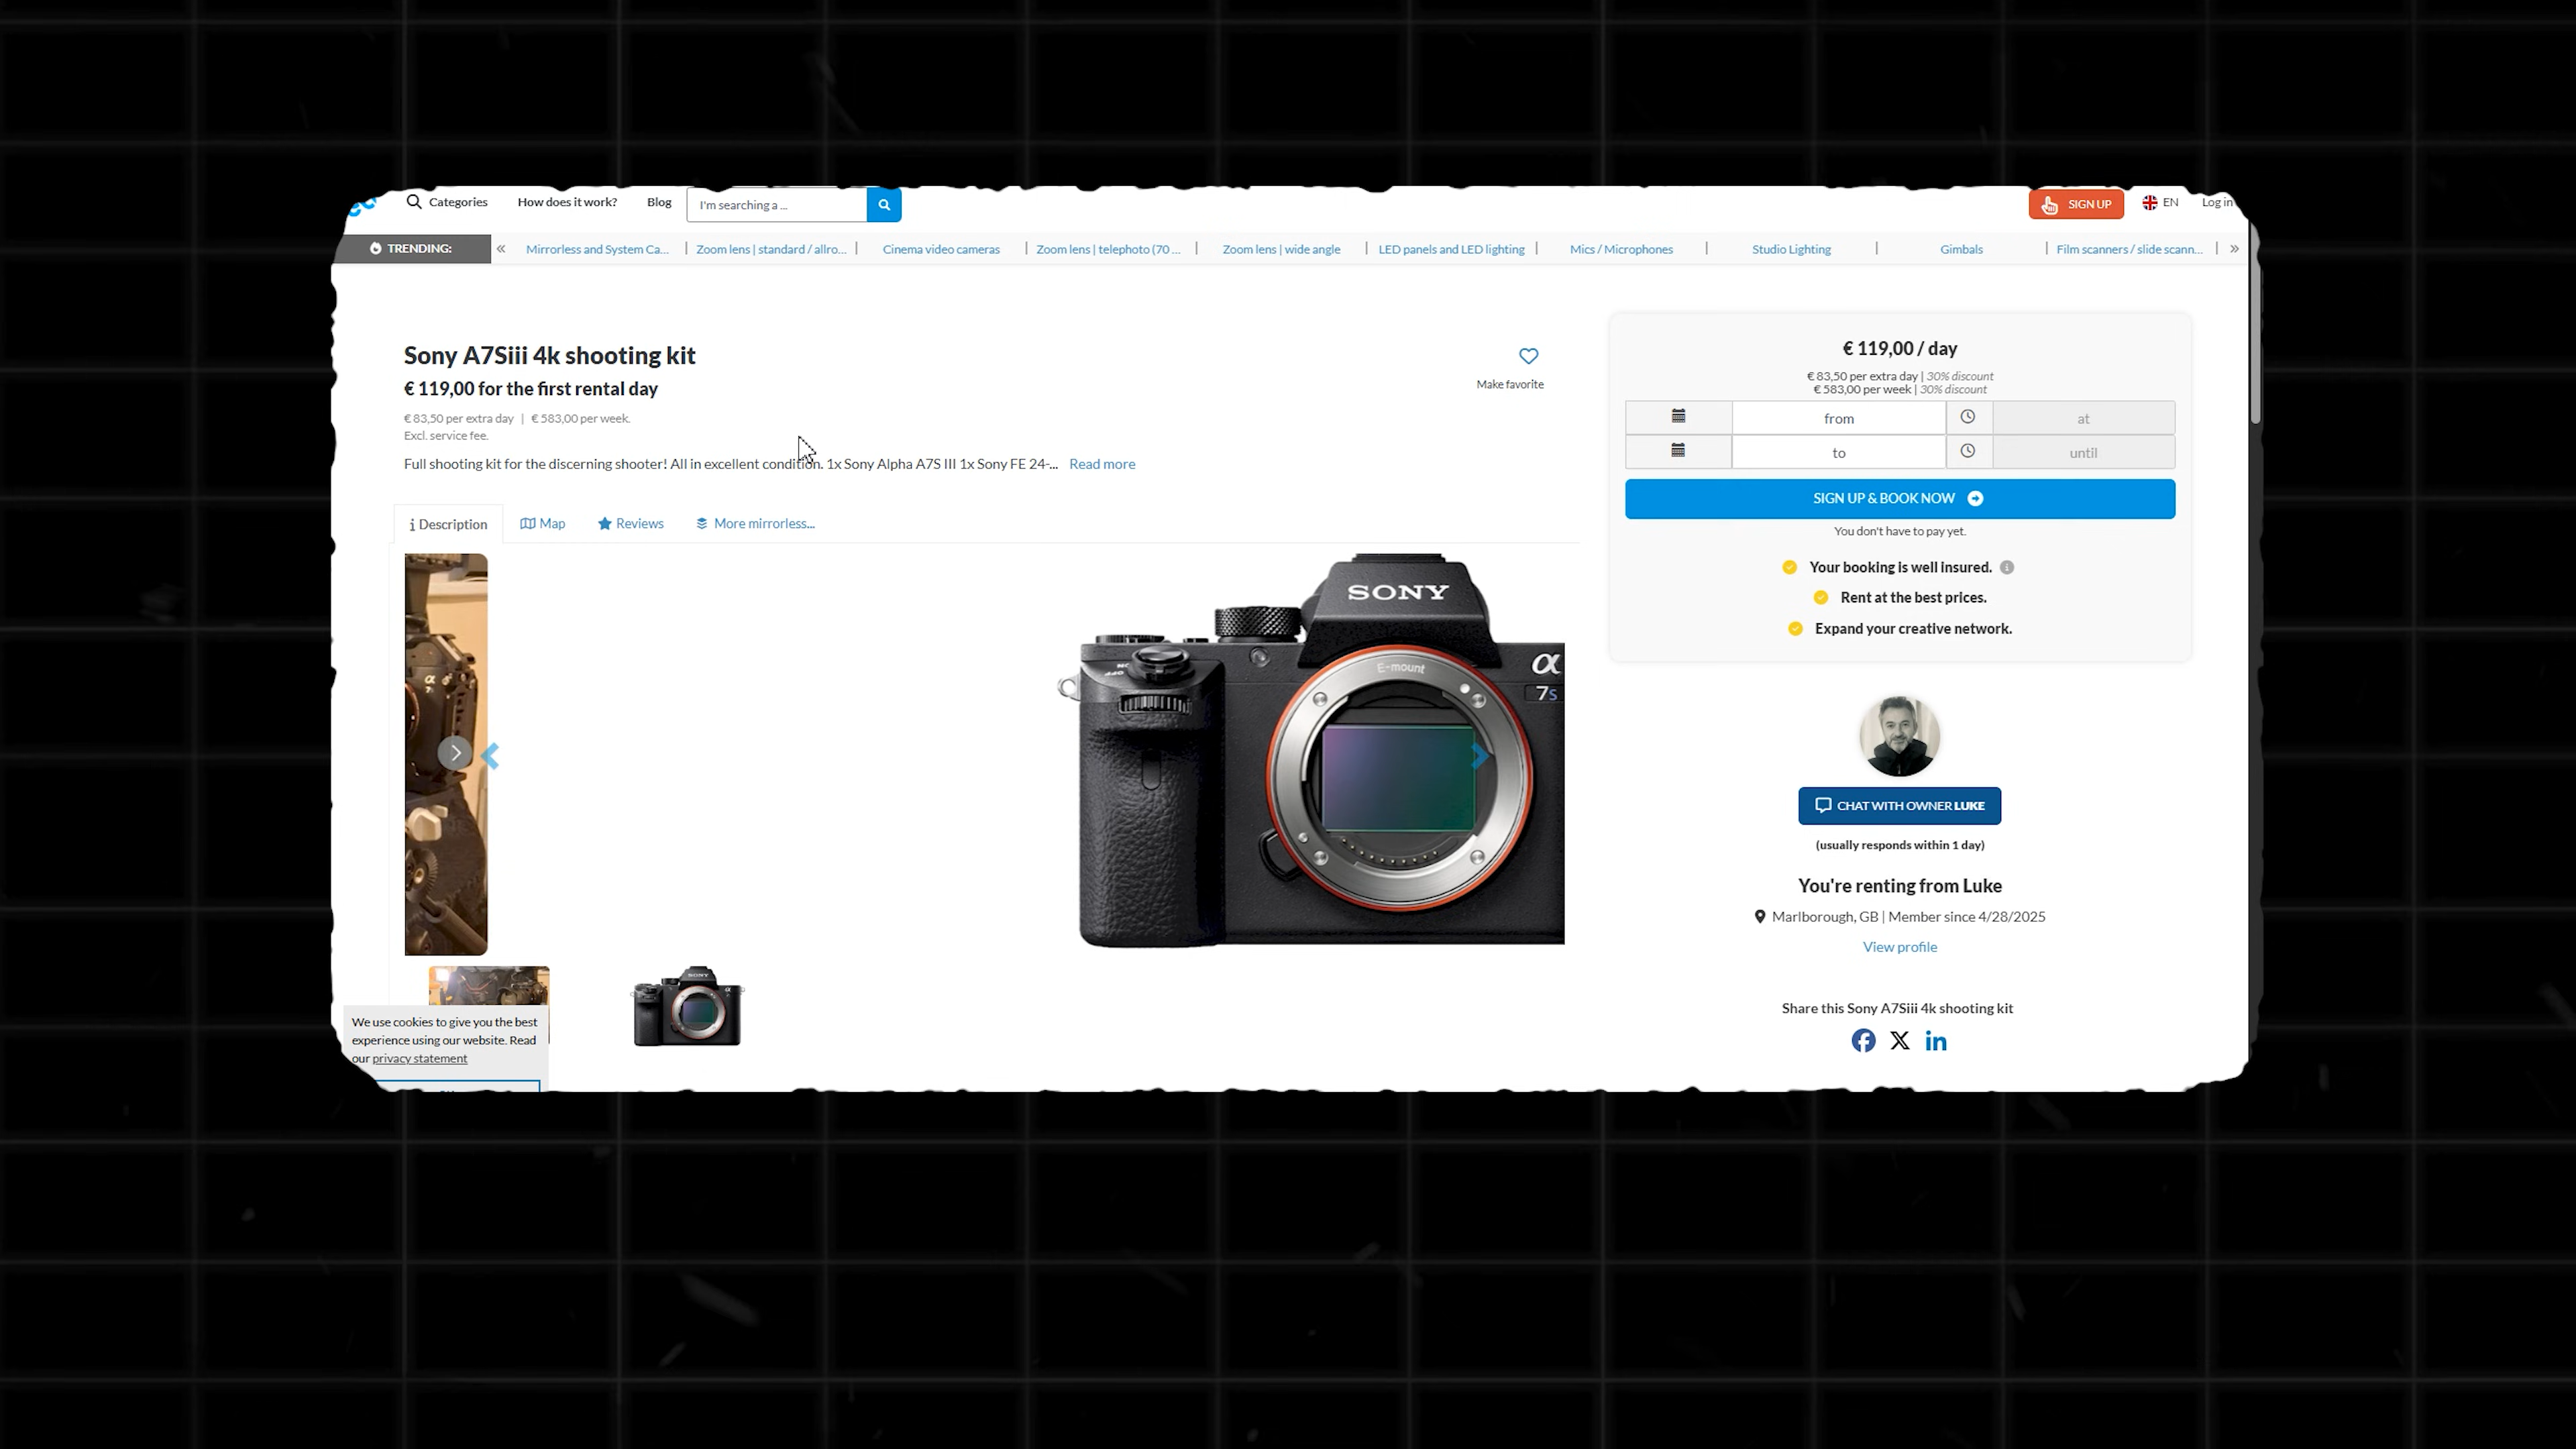 Categories How does it work? Blog I'm searching a ... SIGN UP EN Log in
TRENDING: « Mirrorless and System Ca... | Zoom lens | standard / allro... | Cinema video cameras | Zoom lens | telephoto (70 ... | Zoom lens | wide angle | LED panels and LED lighting | Mics / Microphones | Studio Lighting | Gimbals | Film scanners / slide scann... | »
Sony A7Siii 4k shooting kit
€ 119,00 for the first rental day
Make favorite
€ 83,50 per extra day | € 583,00 per week.
Excl. service fee.
Full shooting kit for the discerning shooter! All in excellent condition. 1x Sony Alpha A7S III 1x Sony FE 24-... Read more
Description Map Reviews More mirrorless...
SONY
E-mount
α
7s
We use cookies to give you the best
experience using our website. Read
our privacy statement
€ 119,00 / day
€ 83,50 per extra day | 30% discount
€ 583,00 per week | 30% discount
from at
to until
SIGN UP & BOOK NOW
You don't have to pay yet.
Your booking is well insured.
Rent at the best prices.
Expand your creative network.
CHAT WITH OWNER LUKE
(usually responds within 1 day)
You're renting from Luke
Marlborough, GB | Member since 4/28/2025
View profile
Share this Sony A7Siii 4k shooting kit